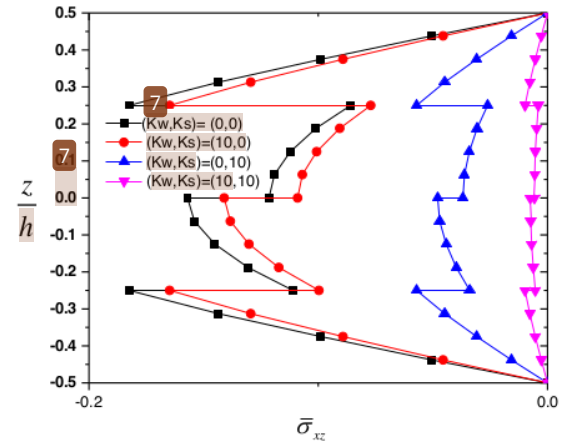 0.5
0.4
0.3
7
0.2
(Kw,Ks)= (0,0)
7
0.1
(Kw,Ks)=(10,0)
(Kw,Ks)=(0,10)
(Kw,Ks)=(10,10)
z
h
0.0
-0.1
-0.2
-0.3
-0.4
-0.5
-0.2
0.0
σ̅xz